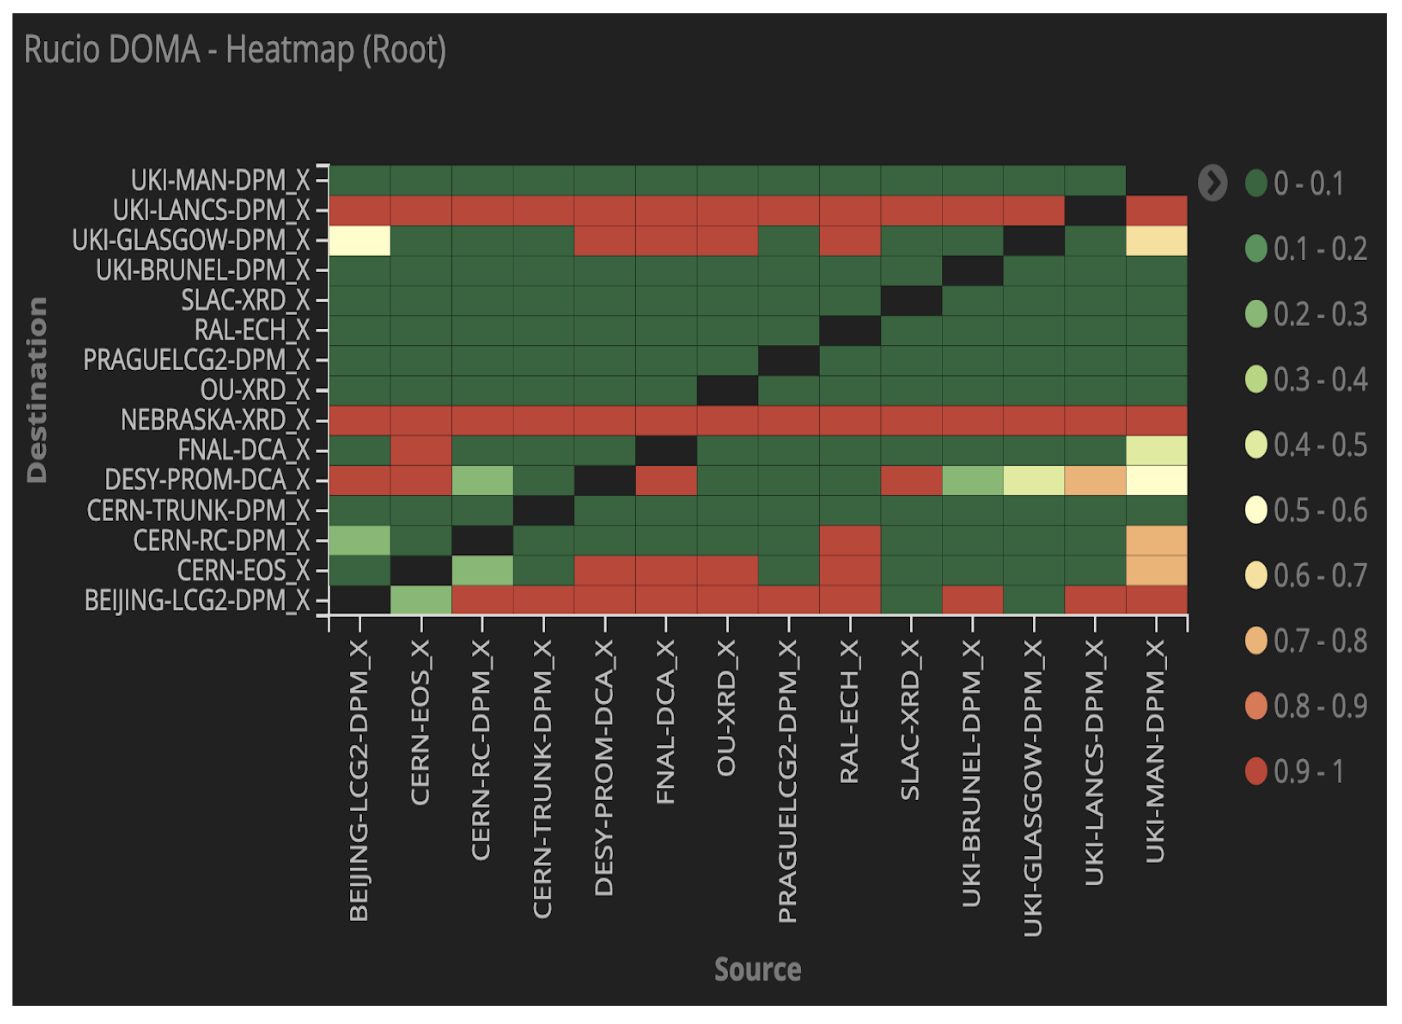 Rucio DOMA - Heatmap (Root)
Destination
UKI-MAN-DPM_X
UKI-LANCS-DPM_X
UKI-GLASGOW-DPM_X
UKI-BRUNEL-DPM_X
SLAC-XRD_X
RAL-ECH_X
PRAGUELCG2-DPM_X
OU-XRD_X
NEBRASKA-XRD_X
FNAL-DCA_X
DESY-PROM-DCA_X
CERN-TRUNK-DPM_X
CERN-RC-DPM_X
CERN-EOS_X
BEIJING-LCG2-DPM_X
BEIJING-LCG2-DPM_X
CERN-EOS_X
CERN-RC-DPM_X
CERN-TRUNK-DPM_X
DESY-PROM-DCA_X
FNAL-DCA_X
OU-XRD_X
PRAGUELCG2-DPM_X
RAL-ECH_X
SLAC-XRD_X
UKI-BRUNEL-DPM_X
UKI-GLASGOW-DPM_X
UKI-LANCS-DPM_X
UKI-MAN-DPM_X
Source
0 - 0.1
0.1 - 0.2
0.2 - 0.3
0.3 - 0.4
0.4 - 0.5
0.5 - 0.6
0.6 - 0.7
0.7 - 0.8
0.8 - 0.9
0.9 - 1